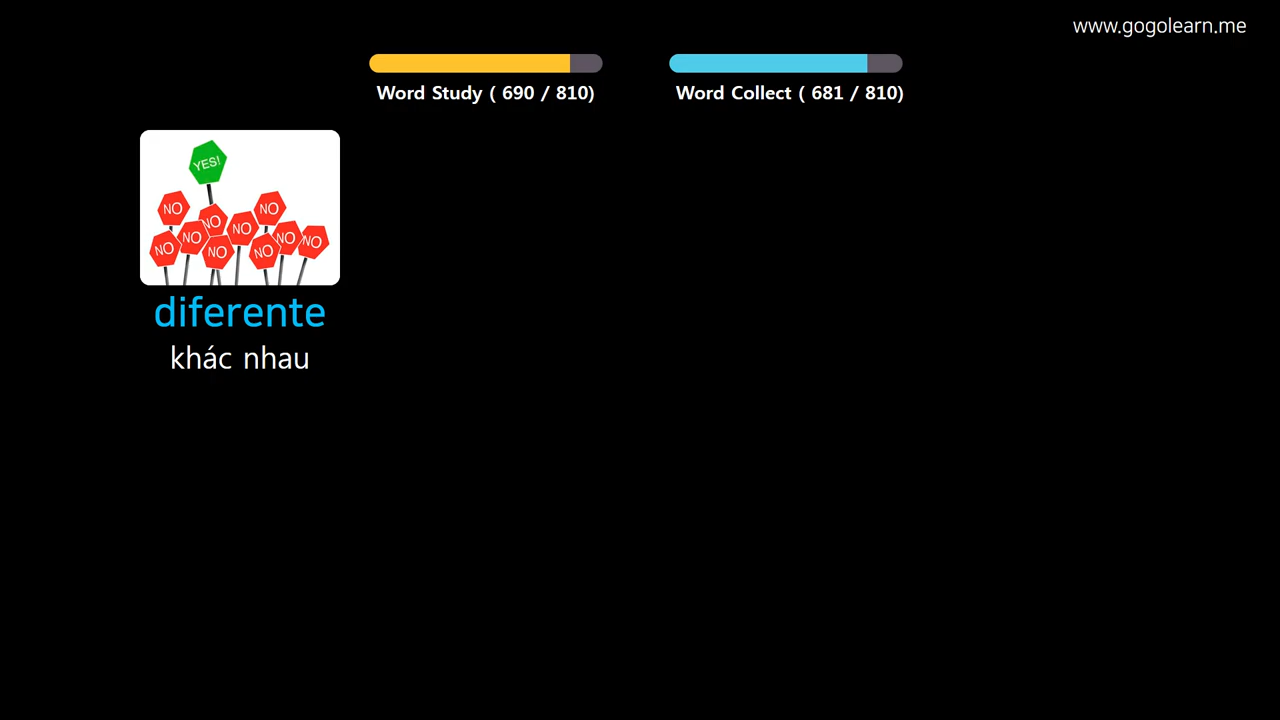 www.gogolearn.me
Word Study ( 690 / 810)
Word Collect ( 681 / 810)
YES!
NO
NO
NO
NO
NO
NO
NO
NO
NO
NO
diferente
khác nhau